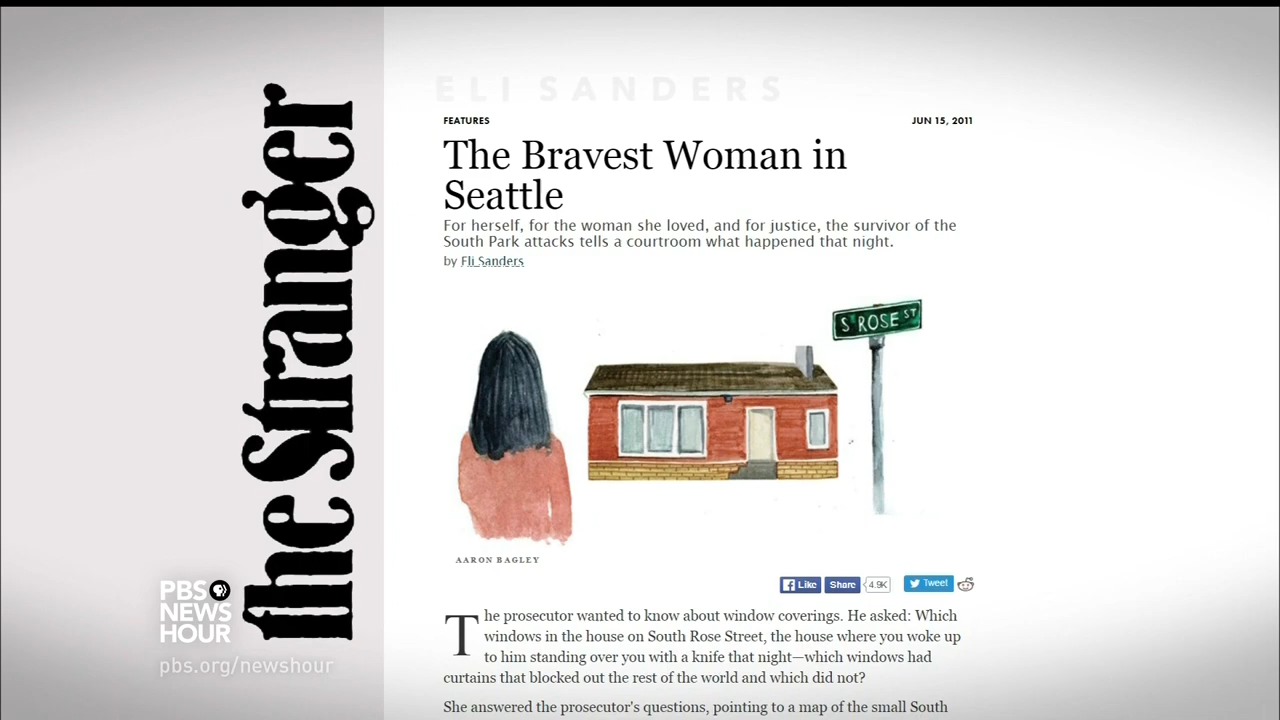 the Stranger
ELI SANDERS
FEATURES
JUN 15, 2011
The Bravest Woman in
Seattle
For herself, for the woman she loved, and for justice, the survivor of the
South Park attacks tells a courtroom what happened that night.
by Eli Sanders
S ROSE ST
AARON BAGLEY
Like
Share
4.9K
Tweet
The prosecutor wanted to know about window coverings. He asked: Which
windows in the house on South Rose Street, the house where you woke up
to him standing over you with a knife that night—which windows had
curtains that blocked out the rest of the world and which did not?
She answered the prosecutor's questions, pointing to a map of the small South
PBS
NEWS
HOUR
pbs.org/newshour